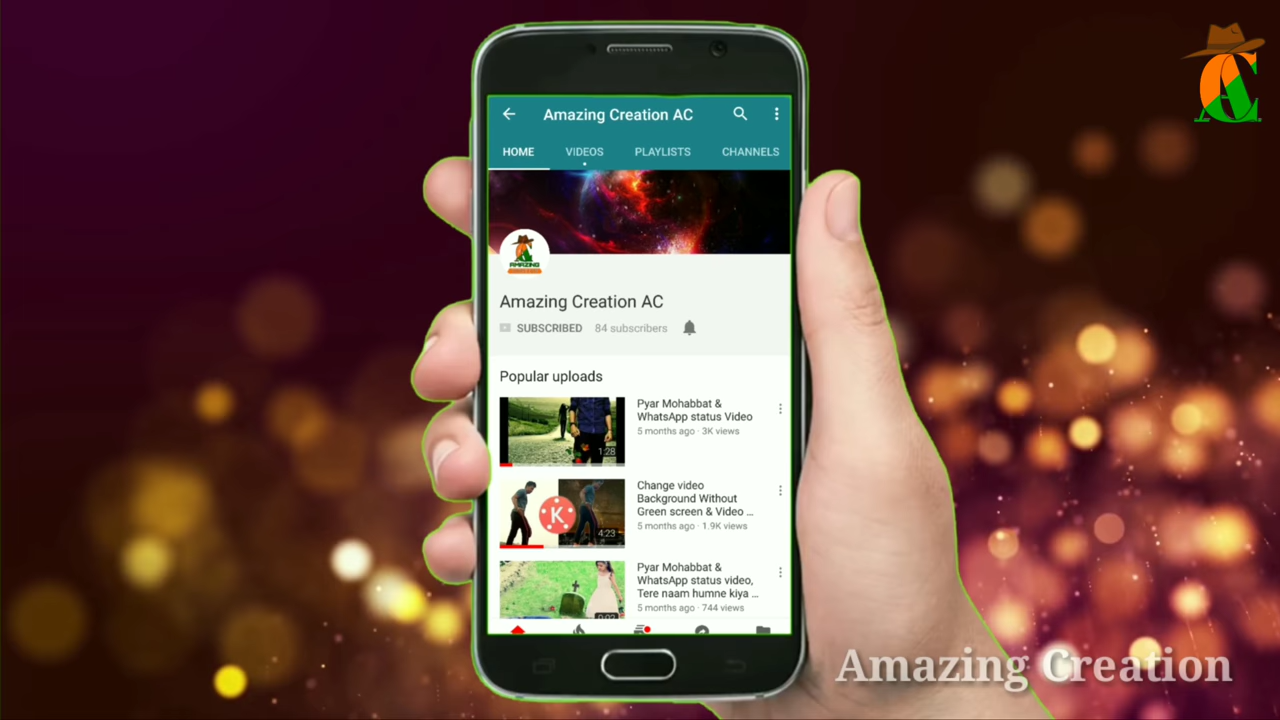 Amazing Creation AC
HOME VIDEOS PLAYLISTS CHANNELS
AC
AMAZING
Amazing Creation AC
SUBSCRIBED 84 subscribers
Popular uploads
1:28
Pyar Mohabbat &
WhatsApp status Video
5 months ago · 3K views
K
4:23
Change video
Background Without
Green screen & Video ...
5 months ago · 1.9K views
Pyar Mohabbat &
WhatsApp status video,
Tere naam humne kiya ...
5 months ago · 744 views
Amazing Creation